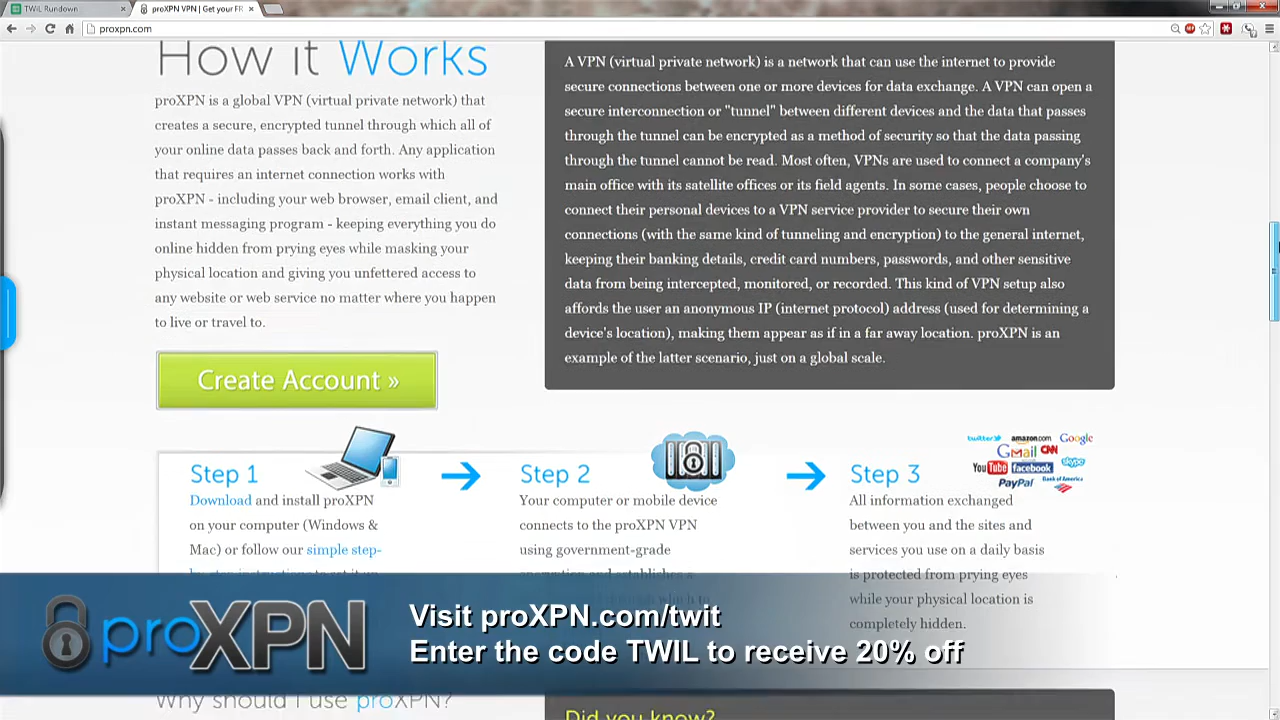 TWiL Rundown
proXPN VPN | Get your FR
proxpn.com
How it Works
proXPN is a global VPN (virtual private network) that
creates a secure, encrypted tunnel through which all of
your online data passes back and forth. Any application
that requires an internet connection works with
proXPN - including your web browser, email client, and
instant messaging program - keeping everything you do
online hidden from prying eyes while masking your
physical location and giving you unfettered access to
any website or web service no matter where you happen
to live or travel to.
Create Account »
A VPN (virtual private network) is a network that can use the internet to provide
secure connections between one or more devices for data exchange. A VPN can open a
secure interconnection or "tunnel" between different devices and the data that passes
through the tunnel can be encrypted as a method of security so that the data passing
through the tunnel cannot be read. Most often, VPNs are used to connect a company's
main office with its satellite offices or its field agents. In some cases, people choose to
connect their personal devices to a VPN service provider to secure their own
connections (with the same kind of tunneling and encryption) to the general internet,
keeping their banking details, credit card numbers, passwords, and other sensitive
data from being intercepted, monitored, or recorded. This kind of VPN setup also
affords the user an anonymous IP (internet protocol) address (used for determining a
device's location), making them appear as if in a far away location. proXPN is an
example of the latter scenario, just on a global scale.
Step 1
Download and install proXPN
on your computer (Windows &
Mac) or follow our simple step-
Step 2
Your computer or mobile device
connects to the proXPN VPN
using government-grade
encryption and establishes a
twitter amazon.com Google
Gmail CNN
YouTube facebook skype
PayPal Bank of America
Step 3
All information exchanged
between you and the sites and
services you use on a daily basis
is protected from prying eyes
while your physical location is
completely hidden.
proXPN
Visit proXPN.com/twit
Enter the code TWIL to receive 20% off
Why should I use proXPN?
Did you know?